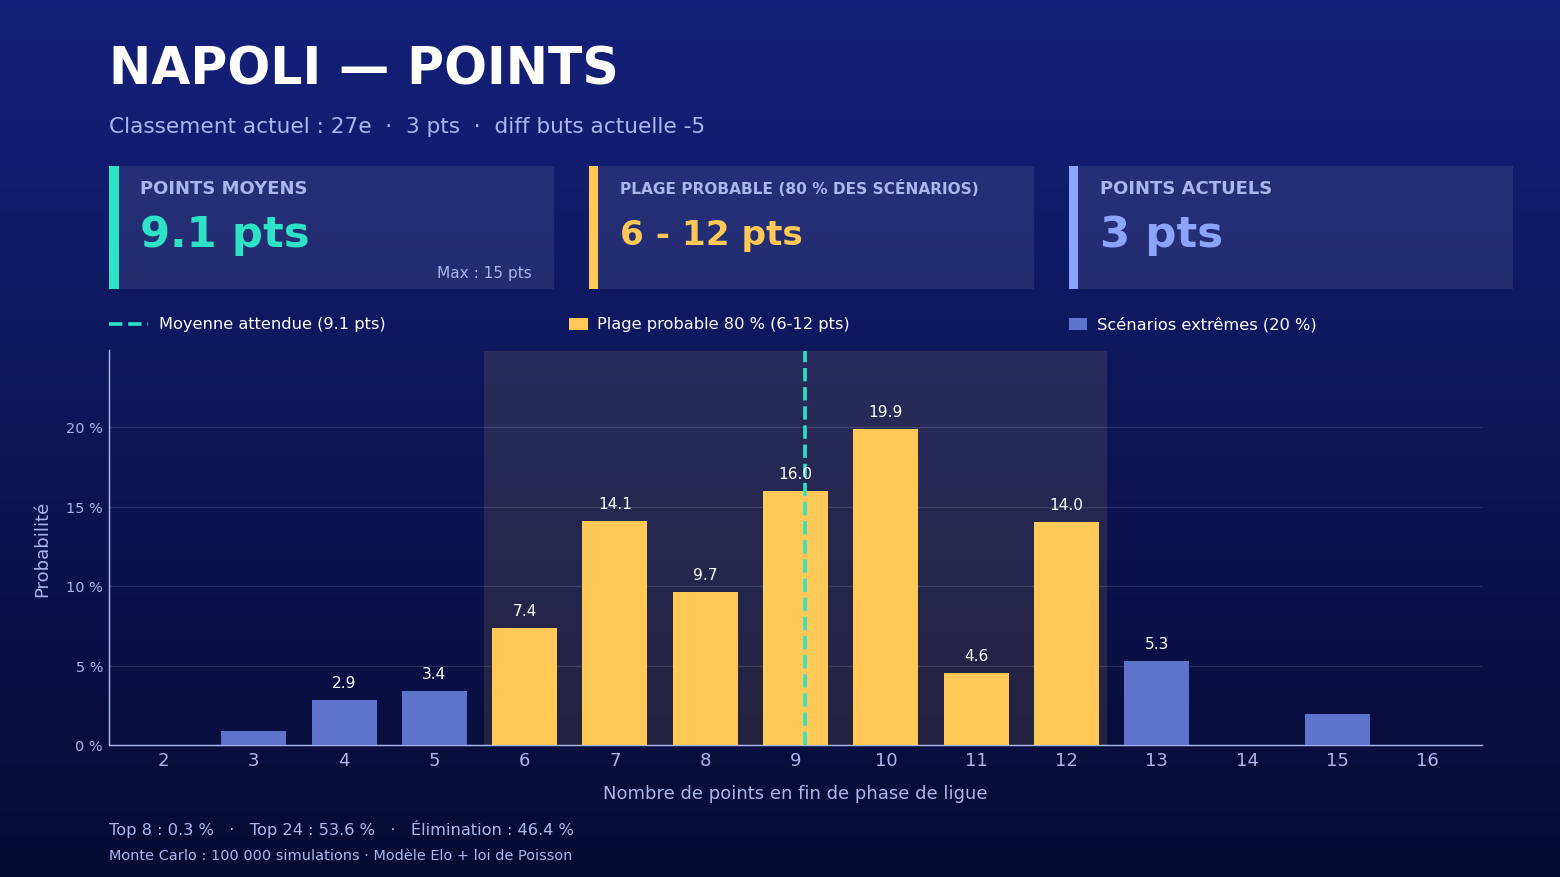 NAPOLI — POINTS
Classement actuel : 27e · 3 pts · diff buts actuelle -5
POINTS MOYENS
9.1 pts
Max : 15 pts
PLAGE PROBABLE (80 % DES SCÉNARIOS)
6 - 12 pts
POINTS ACTUELS
3 pts
Moyenne attendue (9.1 pts)
Plage probable 80 % (6-12 pts)
Scénarios extrêmes (20 %)
Probabilité
20 %
15 %
10 %
5 %
0 %
2.9
3.4
7.4
14.1
9.7
16.0
19.9
4.6
14.0
5.3
2 3 4 5 6 7 8 9 10 11 12 13 14 15 16
Nombre de points en fin de phase de ligue
Top 8 : 0.3 % · Top 24 : 53.6 % · Élimination : 46.4 %
Monte Carlo : 100 000 simulations · Modèle Elo + loi de Poisson